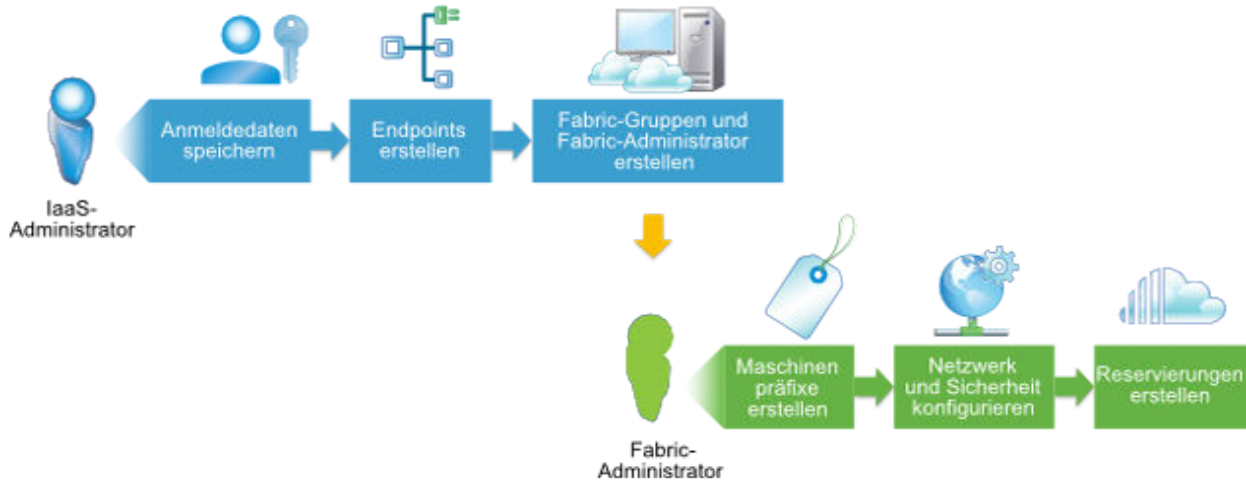 Anmeldedaten
speichern
Endpoints
erstellen
Fabric-Gruppen und
Fabric-Administrator
erstellen
IaaS-
Administrator
Maschinen
präfixe
erstellen
Netzwerk
und Sicherheit
konfigurieren
Reservierungen
erstellen
Fabric-
Administrator